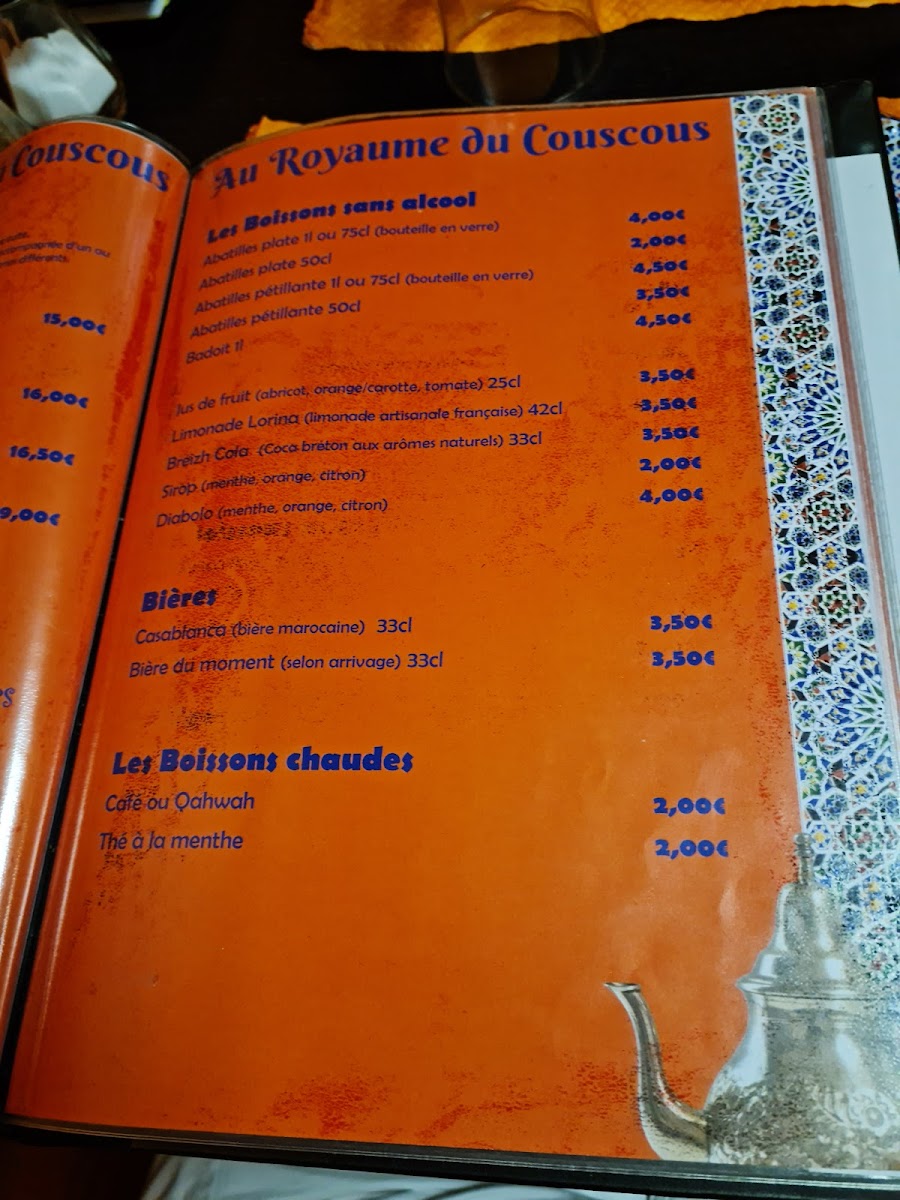 Couscous
accompagnée d'un ou
différents.
15,00€
16,00€
16,50€
9,00€
Au Royaume du Couscous
Les Boissons sans alcool
Abatilles plate 1l ou 75cl (bouteille en verre) 4,00€
Abatilles plate 50cl 2,00€
Abatilles pétillante 1l ou 75cl (bouteille en verre) 4,50€
Abatilles pétillante 50cl 3,50€
Badoit 1l 4,50€
Jus de fruit (abricot, orange/carotte, tomate) 25cl 3,50€
Limonade Lorina (limonade artisanale française) 42cl 3,50€
Breizh Cola (Coca breton aux arômes naturels) 33cl 3,50€
Sirop (menthe, orange, citron) 2,00€
Diabolo (menthe, orange, citron) 4,00€
Bières
Casablanca (bière marocaine) 33cl 3,50€
Bière du moment (selon arrivage) 33cl 3,50€
Les Boissons chaudes
Café ou Qahwah 2,00€
Thé à la menthe 2,00€